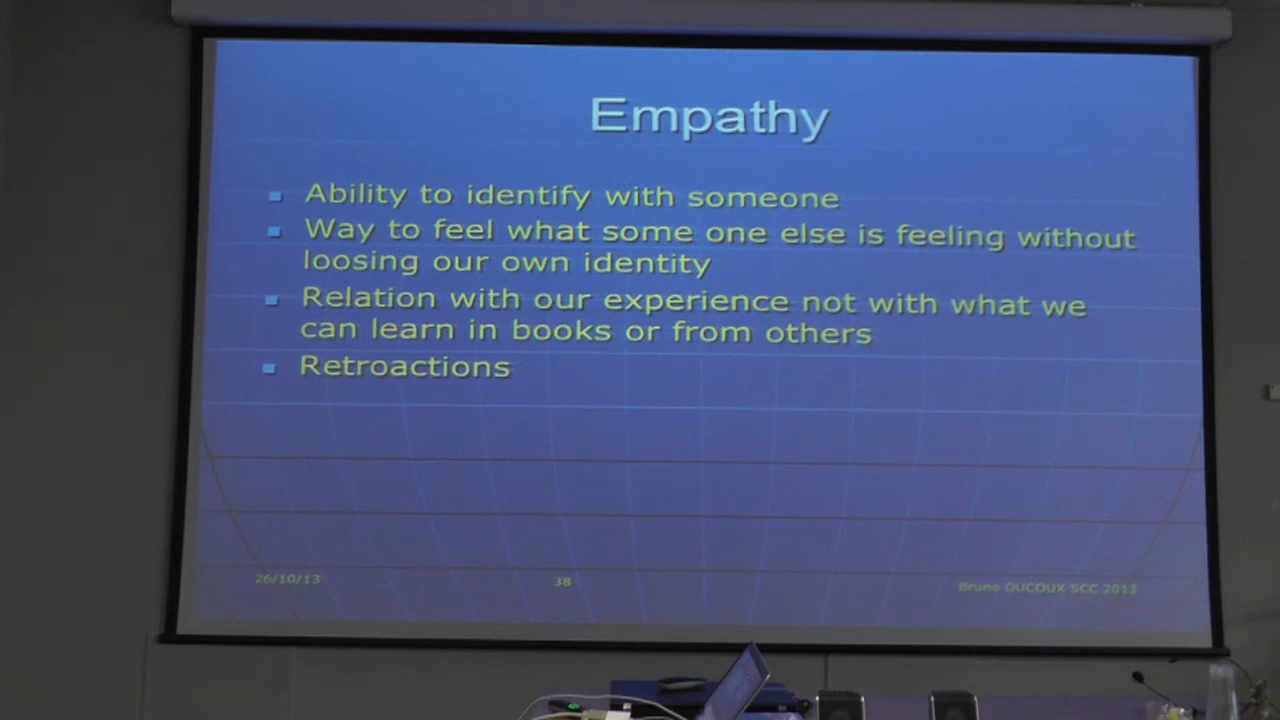 Empathy
Ability to identify with someone
Way to feel what some one else is feeling without
loosing our own identity
Relation with our experience not with what we
can learn in books or from others
Retroactions
26/10/13
38
Bruno DUCOUX SCC 2013